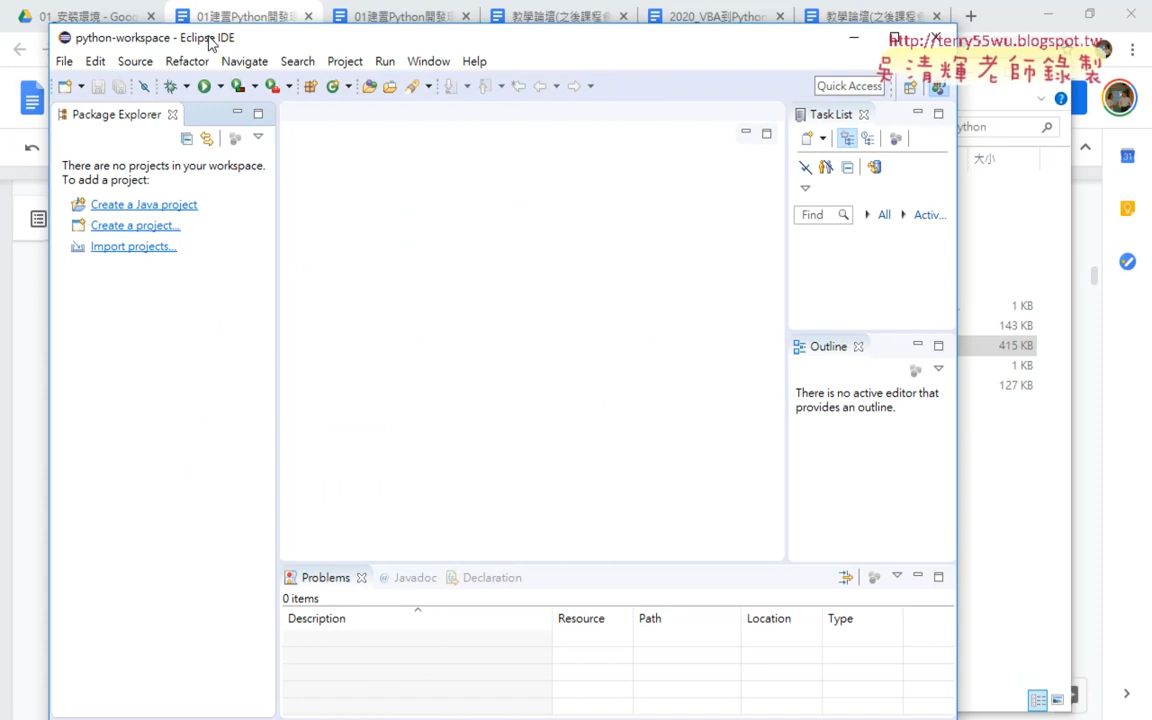 01_安裝環境 - Goo
01建置Python開發環
01建置Python開發環
教學論壇(之後課程會
2020_VBA到Python
教學論壇(之後課程會
python-workspace - Eclipse IDE
http://terry55wu.blogspot.tw
吳清輝老師錄製
File Edit Source Refactor Navigate Search Project Run Window Help
Quick Access
Package Explorer
Task List
ython
大小
There are no projects in your workspace.
To add a project:
Create a Java project
Create a project...
Import projects...
Find
All
Activ...
1 KB
143 KB
415 KB
1 KB
127 KB
Outline
There is no active editor that
provides an outline.
Problems
@ Javadoc
Declaration
0 items
Description Resource Path Location Type